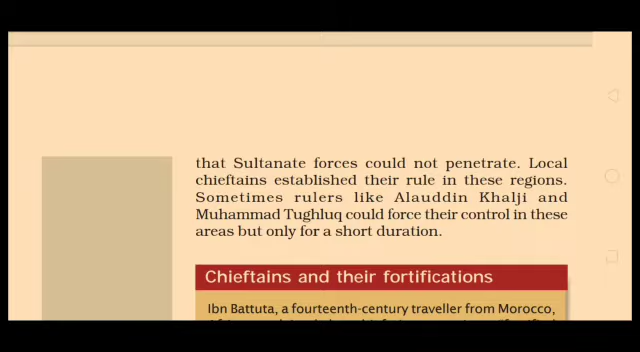 that Sultanate forces could not penetrate. Local
chieftains established their rule in these regions.
Sometimes rulers like Alauddin Khalji and
Muhammad Tughluq could force their control in these
areas but only for a short duration.
Chieftains and their fortifications
Ibn Battuta, a fourteenth-century traveller from Morocco,